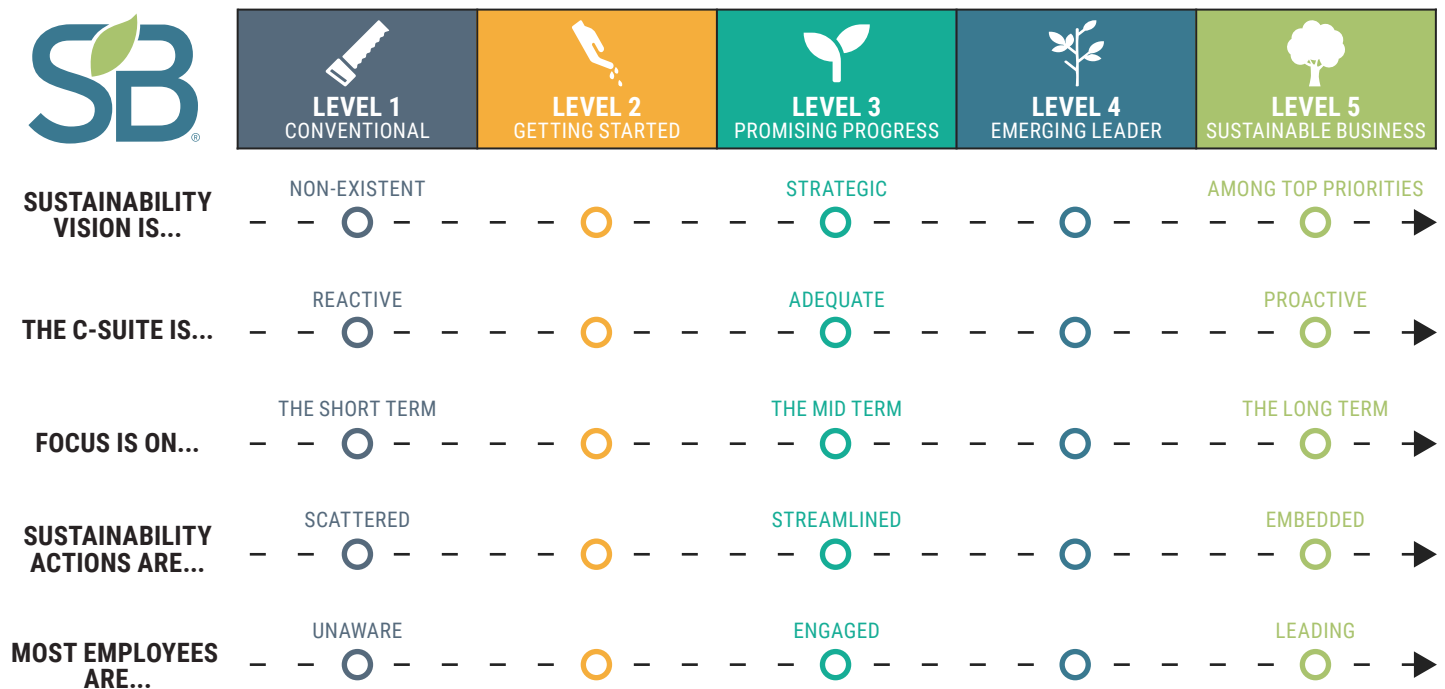 SB®
LEVEL 1
CONVENTIONAL
LEVEL 2
GETTING STARTED
LEVEL 3
PROMISING PROGRESS
LEVEL 4
EMERGING LEADER
LEVEL 5
SUSTAINABLE BUSINESS
SUSTAINABILITY
VISION IS...
NON-EXISTENT
STRATEGIC
AMONG TOP PRIORITIES
THE C-SUITE IS...
REACTIVE
ADEQUATE
PROACTIVE
FOCUS IS ON...
THE SHORT TERM
THE MID TERM
THE LONG TERM
SUSTAINABILITY
ACTIONS ARE...
SCATTERED
STREAMLINED
EMBEDDED
MOST EMPLOYEES
ARE...
UNAWARE
ENGAGED
LEADING